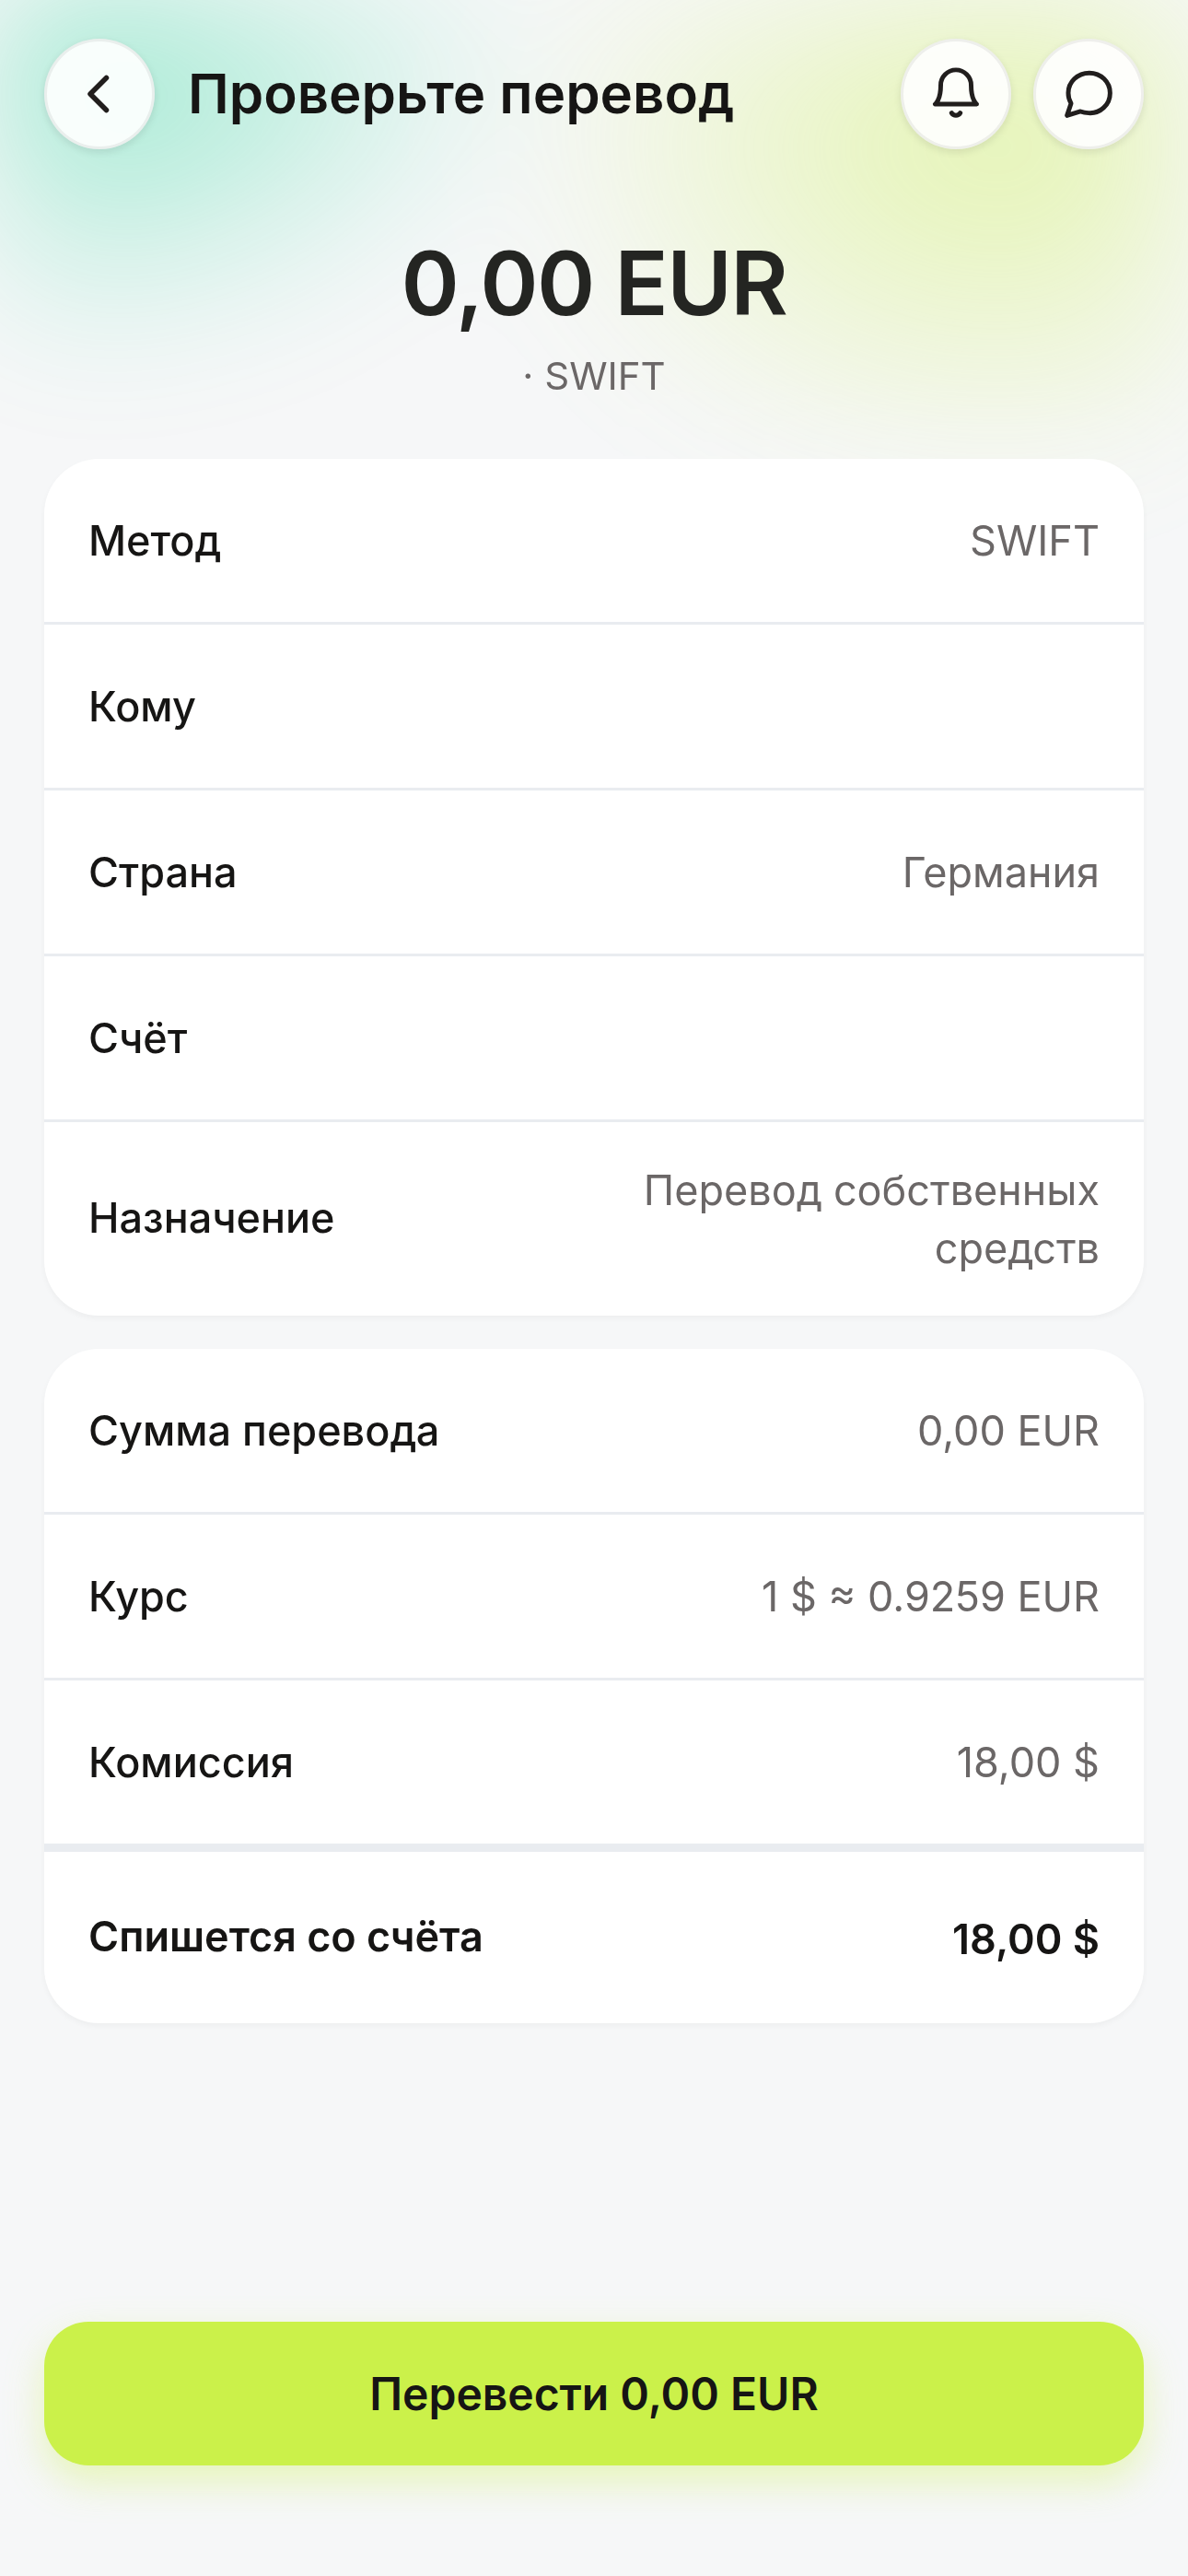 Проверьте перевод
0,00 EUR
· SWIFT
Метод SWIFT
Кому
Страна Германия
Счёт
Назначение Перевод собственных
средств
Сумма перевода 0,00 EUR
Курс 1 $ ≈ 0.9259 EUR
Комиссия 18,00 $
Спишется со счёта 18,00 $
Перевести 0,00 EUR